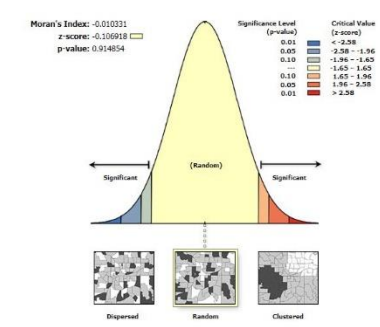 Moran's Index: -0.010331
z-score: -0.106918
p-value: 0.914854
Significance Level
(p-value)
Critical Value
(z-score)
0.01 < -2.58
0.05 -2.58 - -1.96
0.10 -1.96 - -1.65
--- -1.65 - 1.65
0.10 1.65 - 1.96
0.05 1.96 - 2.58
0.01 > 2.58
(Random)
Significant
Significant
Dispersed
Random
Clustered